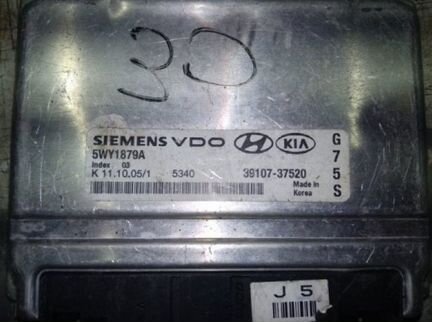 30
SIEMENS VDO KIA
5WY1879A
Index 03
K 11.10.05/1 5340 39107-37520
Made in
Korea
G
7
5
S
J 5